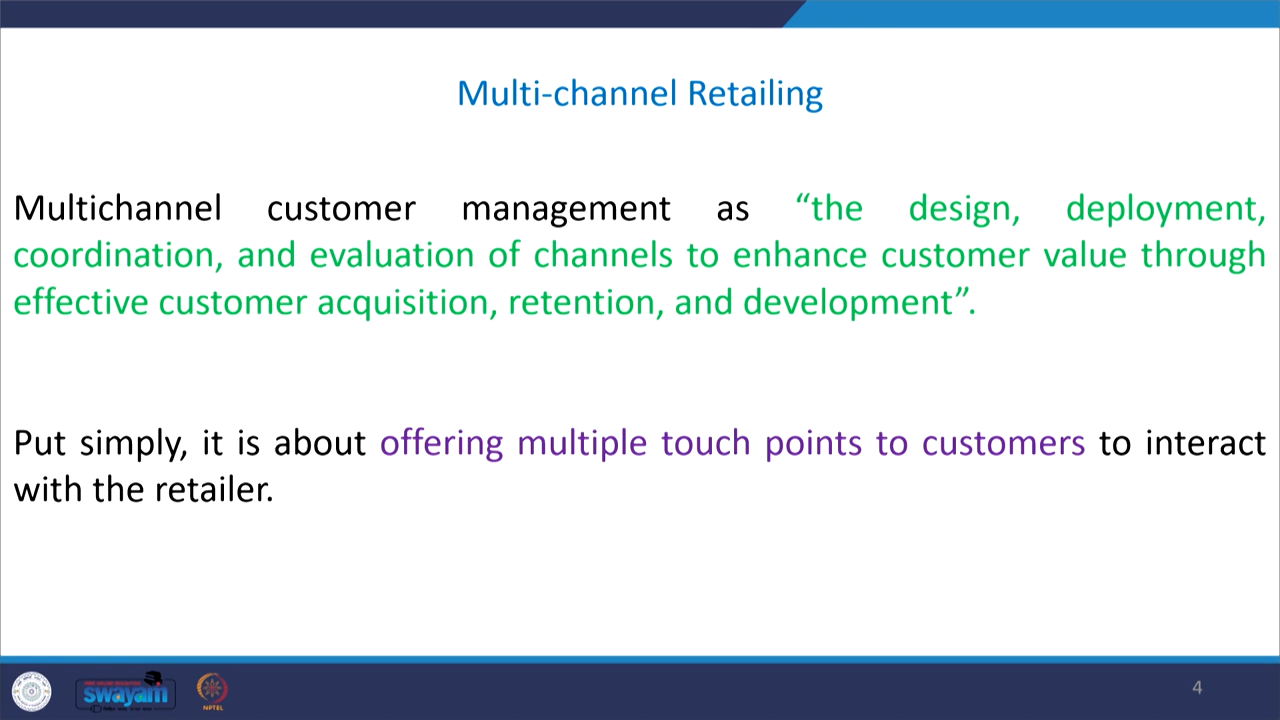 Multi-channel Retailing
Multichannel customer management as “the design, deployment,
coordination, and evaluation of channels to enhance customer value through
effective customer acquisition, retention, and development”.
Put simply, it is about offering multiple touch points to customers to interact
with the retailer.
swayam
NPTEL
4